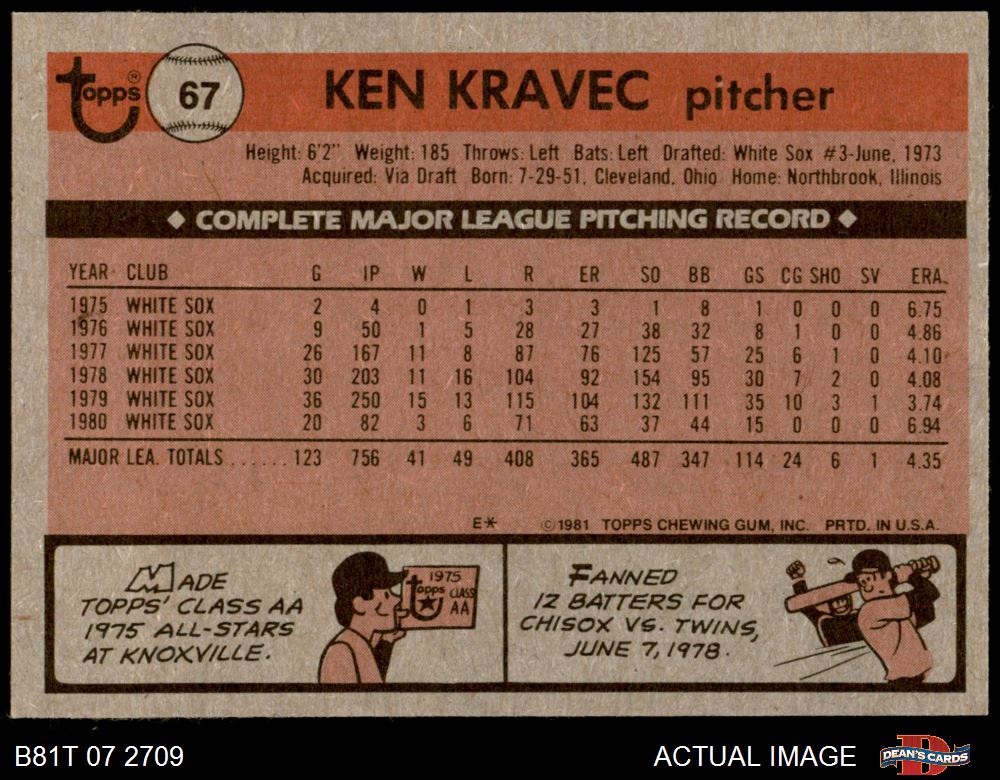 topps® 67 KEN KRAVEC pitcher
Height: 6'2" Weight: 185 Throws: Left Bats: Left Drafted: White Sox #3-June, 1973
Acquired: Via Draft Born: 7-29-51, Cleveland, Ohio Home: Northbrook, Illinois
◆ COMPLETE MAJOR LEAGUE PITCHING RECORD ◆
YEAR CLUB G IP W L R ER SO BB GS CG SHO SV ERA
1975 WHITE SOX 2 4 0 1 3 3 1 8 1 0 0 0 6.75
1976 WHITE SOX 9 50 1 5 28 27 38 32 8 1 0 0 4.86
1977 WHITE SOX 26 167 11 8 87 76 125 57 25 6 1 0 4.10
1978 WHITE SOX 30 203 11 16 104 92 154 95 30 7 2 0 4.08
1979 WHITE SOX 36 250 15 13 115 104 132 111 35 10 3 1 3.74
1980 WHITE SOX 20 82 3 6 71 63 37 44 15 0 0 0 6.94
MAJOR LEA. TOTALS ...... 123 756 41 49 408 365 487 347 114 24 6 1 4.35
E* ©1981 TOPPS CHEWING GUM, INC. PRTD. IN U.S.A.
MADE
TOPPS' CLASS AA
1975 ALL-STARS
AT KNOXVILLE.
1975
topps CLASS
AA
FANNED
12 BATTERS FOR
CHISOX VS. TWINS,
JUNE 7, 1978.
B81T 07 2709 ACTUAL IMAGE DEAN'S CARDS